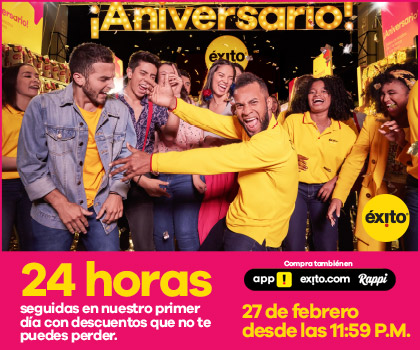 ¡Aniversario!
éxito
Aniversario!
éxito
24 horas
seguidas en nuestro primer
día con descuentos que no te
puedes perder.
Compra también en
app ! exito.com Rappi
27 de febrero
desde las 11:59 P.M.